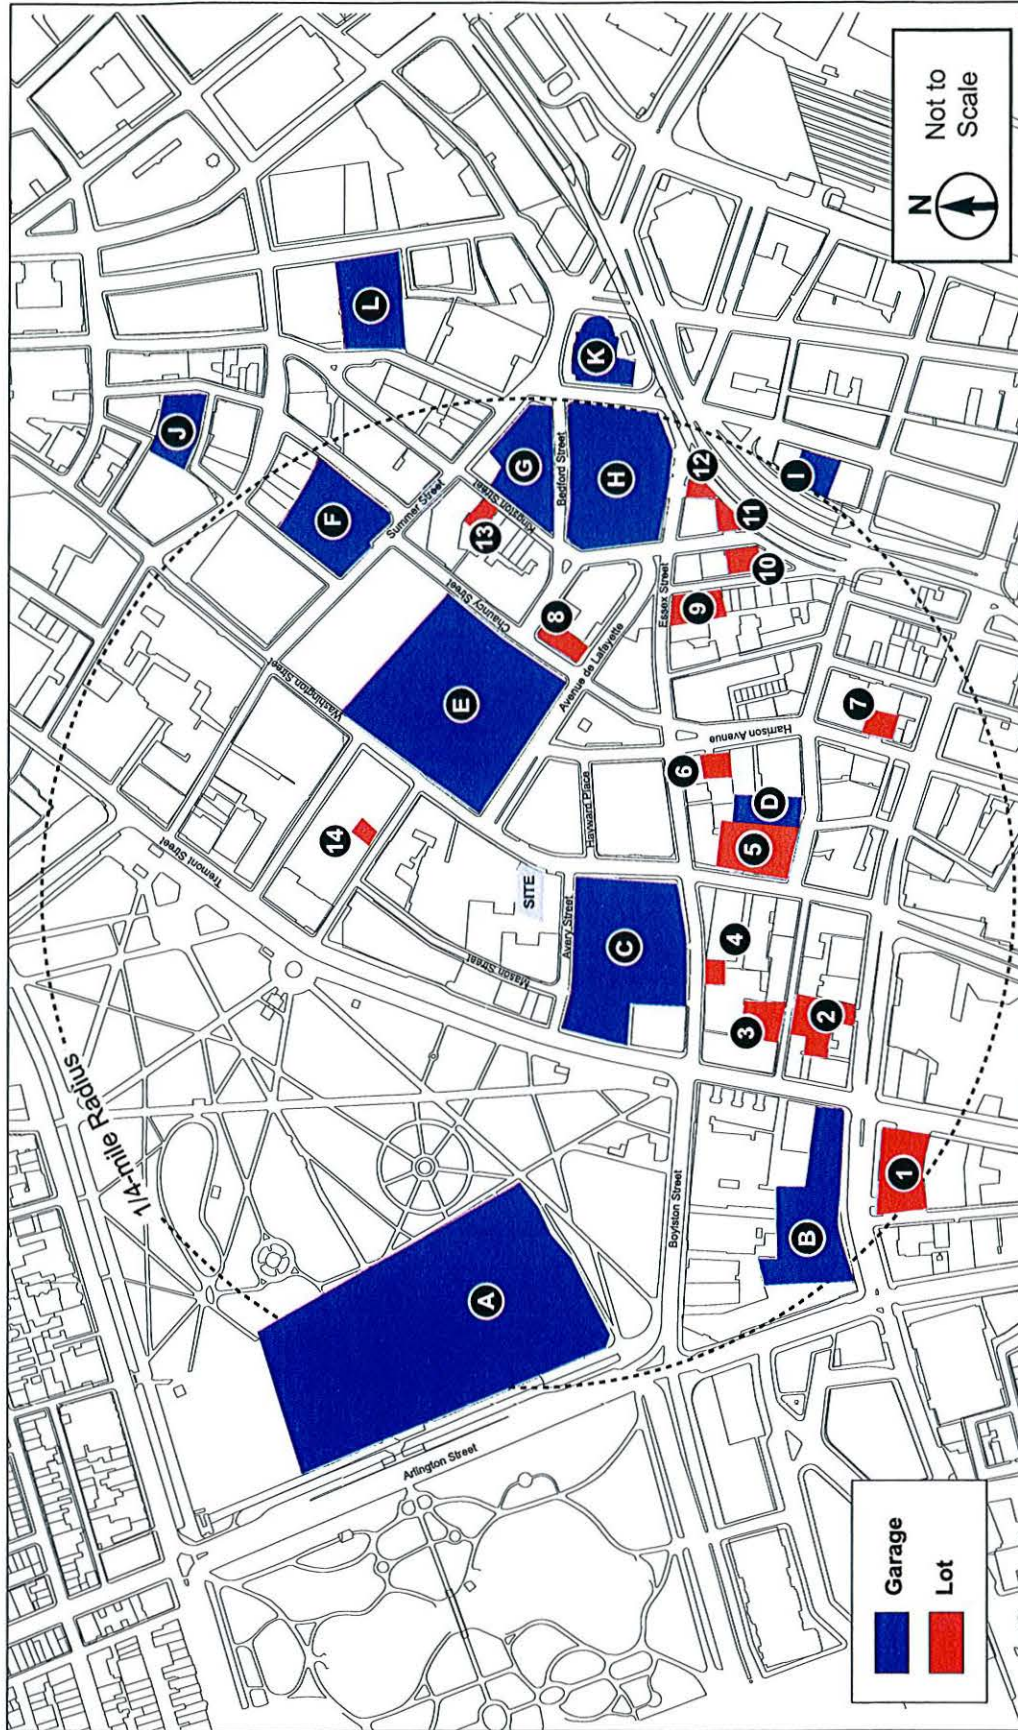 N
Not to
Scale
1/4-mile Radius
Tremont Street
Washington Street
Summer Street
Chauncy Street
Kingston Street
Bedford Street
Avenue de Lafayette
Essex Street
Harrison Avenue
Hayward Place
SITE
Avery Street
Mason Street
Boylston Street
Arlington Street
A
B
C
D
E
F
G
H
I
J
K
L
1
2
3
4
5
6
7
8
9
10
11
12
13
14
Garage
Lot